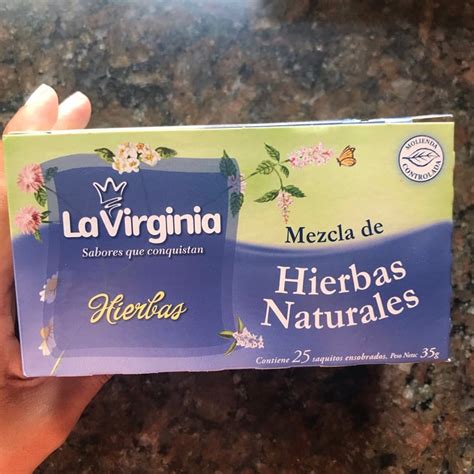 La Virginia
Sabores que conquistan
Hierbas
MOLIENDA
CONTROLADA
Mezcla de
Hierbas
Naturales
Contiene 25 saquitos ensobrados. Peso Neto: 35g